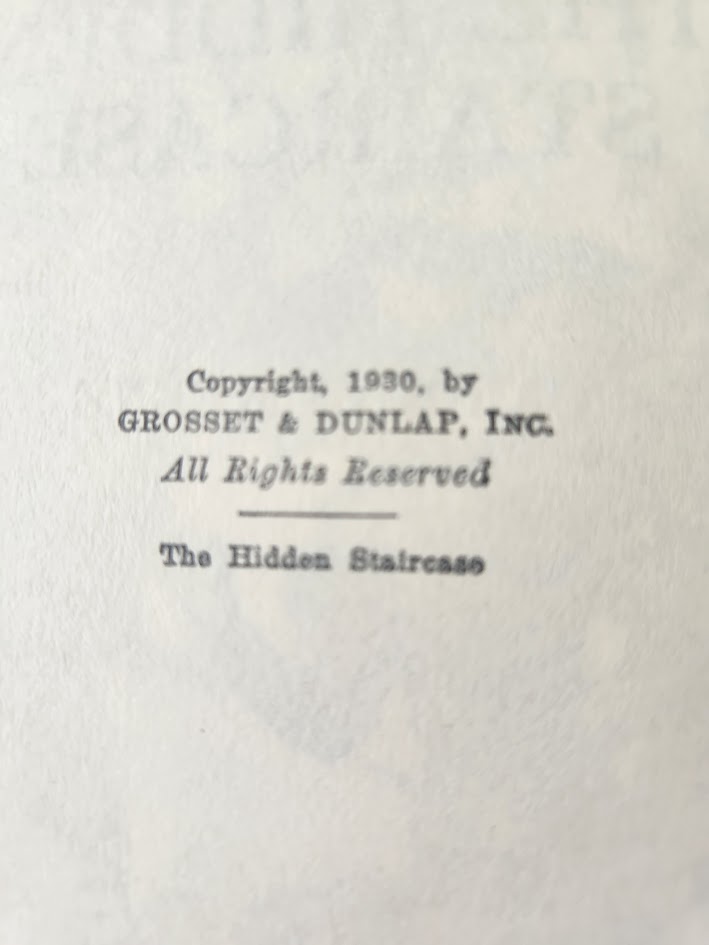 Copyright, 1930, by
GROSSET & DUNLAP, INC.
All Rights Reserved
The Hidden Staircase